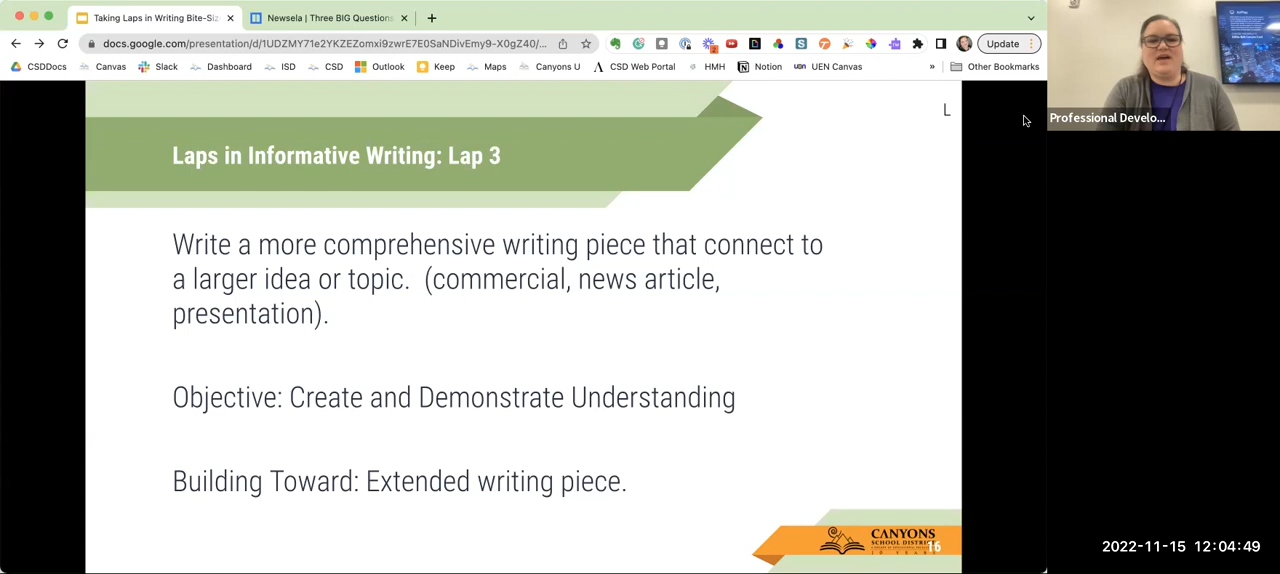 Taking Laps in Writing Bite-Siz
Newsela | Three BIG Questions
docs.google.com/presentation/d/1UDZMY71e2YKZEZomxi9zwrE7E0SaNDivEmy9-X0gZ40/...
Update
CSDDocs
Canvas
Slack
Dashboard
ISD
CSD
Outlook
Keep
Maps
Canyons U
CSD Web Portal
HMH
Notion
UEN Canvas
»
Other Bookmarks
Professional Develo...
L
Laps in Informative Writing: Lap 3
Write a more comprehensive writing piece that connect to
a larger idea or topic. (commercial, news article,
presentation).
Objective: Create and Demonstrate Understanding
Building Toward: Extended writing piece.
CANYONS
SCHOOL DISTRICT
16
2022-11-15 12:04:49